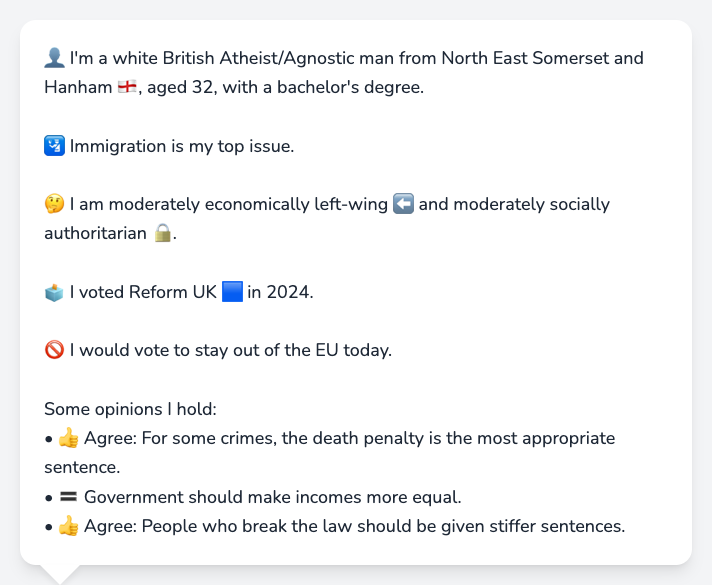 👤 I'm a white British Atheist/Agnostic man from North East Somerset and
Hanham 🏴󠁧󠁢󠁥󠁮󠁧󠁿, aged 32, with a bachelor's degree.
🛂 Immigration is my top issue.
🤔 I am moderately economically left-wing ⬅️ and moderately socially
authoritarian 🔒.
🗳️ I voted Reform UK 🟦 in 2024.
🚫 I would vote to stay out of the EU today.
Some opinions I hold:
• 👍 Agree: For some crimes, the death penalty is the most appropriate
sentence.
• 🟰 Government should make incomes more equal.
• 👍 Agree: People who break the law should be given stiffer sentences.